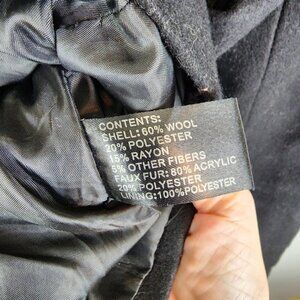 CONTENTS:
SHELL: 60% WOOL
20% POLYESTER
15% RAYON
5% OTHER FIBERS
FAUX FUR: 80% ACRYLIC
20% POLYESTER
LINING: 100% POLYESTER